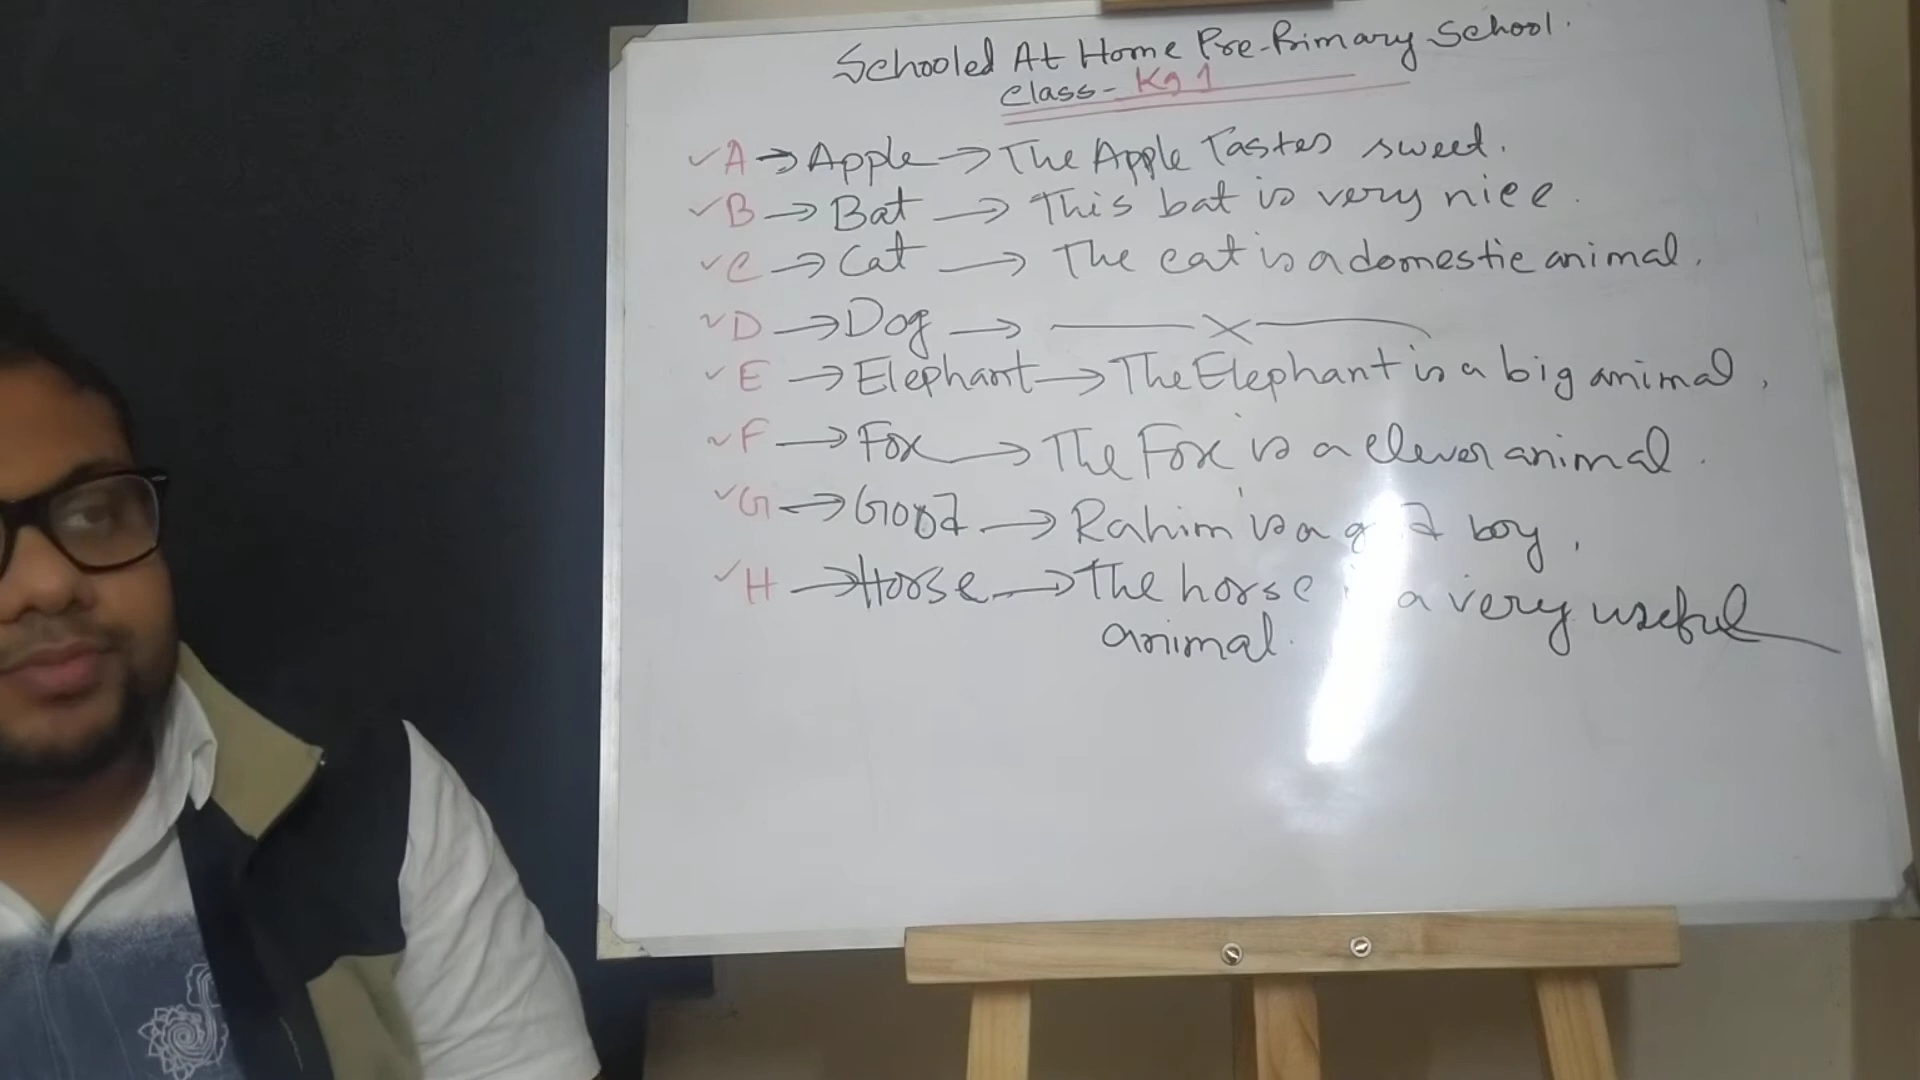 Schooled At Home Pre-Primary School.
Class- Kg 1
A → Apple → The Apple Tastes sweet.
B → Bat → This bat is very nice.
C → Cat → The cat is a domestic animal.
D → Dog → —— X ——
E → Elephant → The Elephant is a big animal,
F → Fox → The Fox is a clever animal.
G → Good → Rahim is a g d boy,
H → Horse → The horse a very useful
animal.